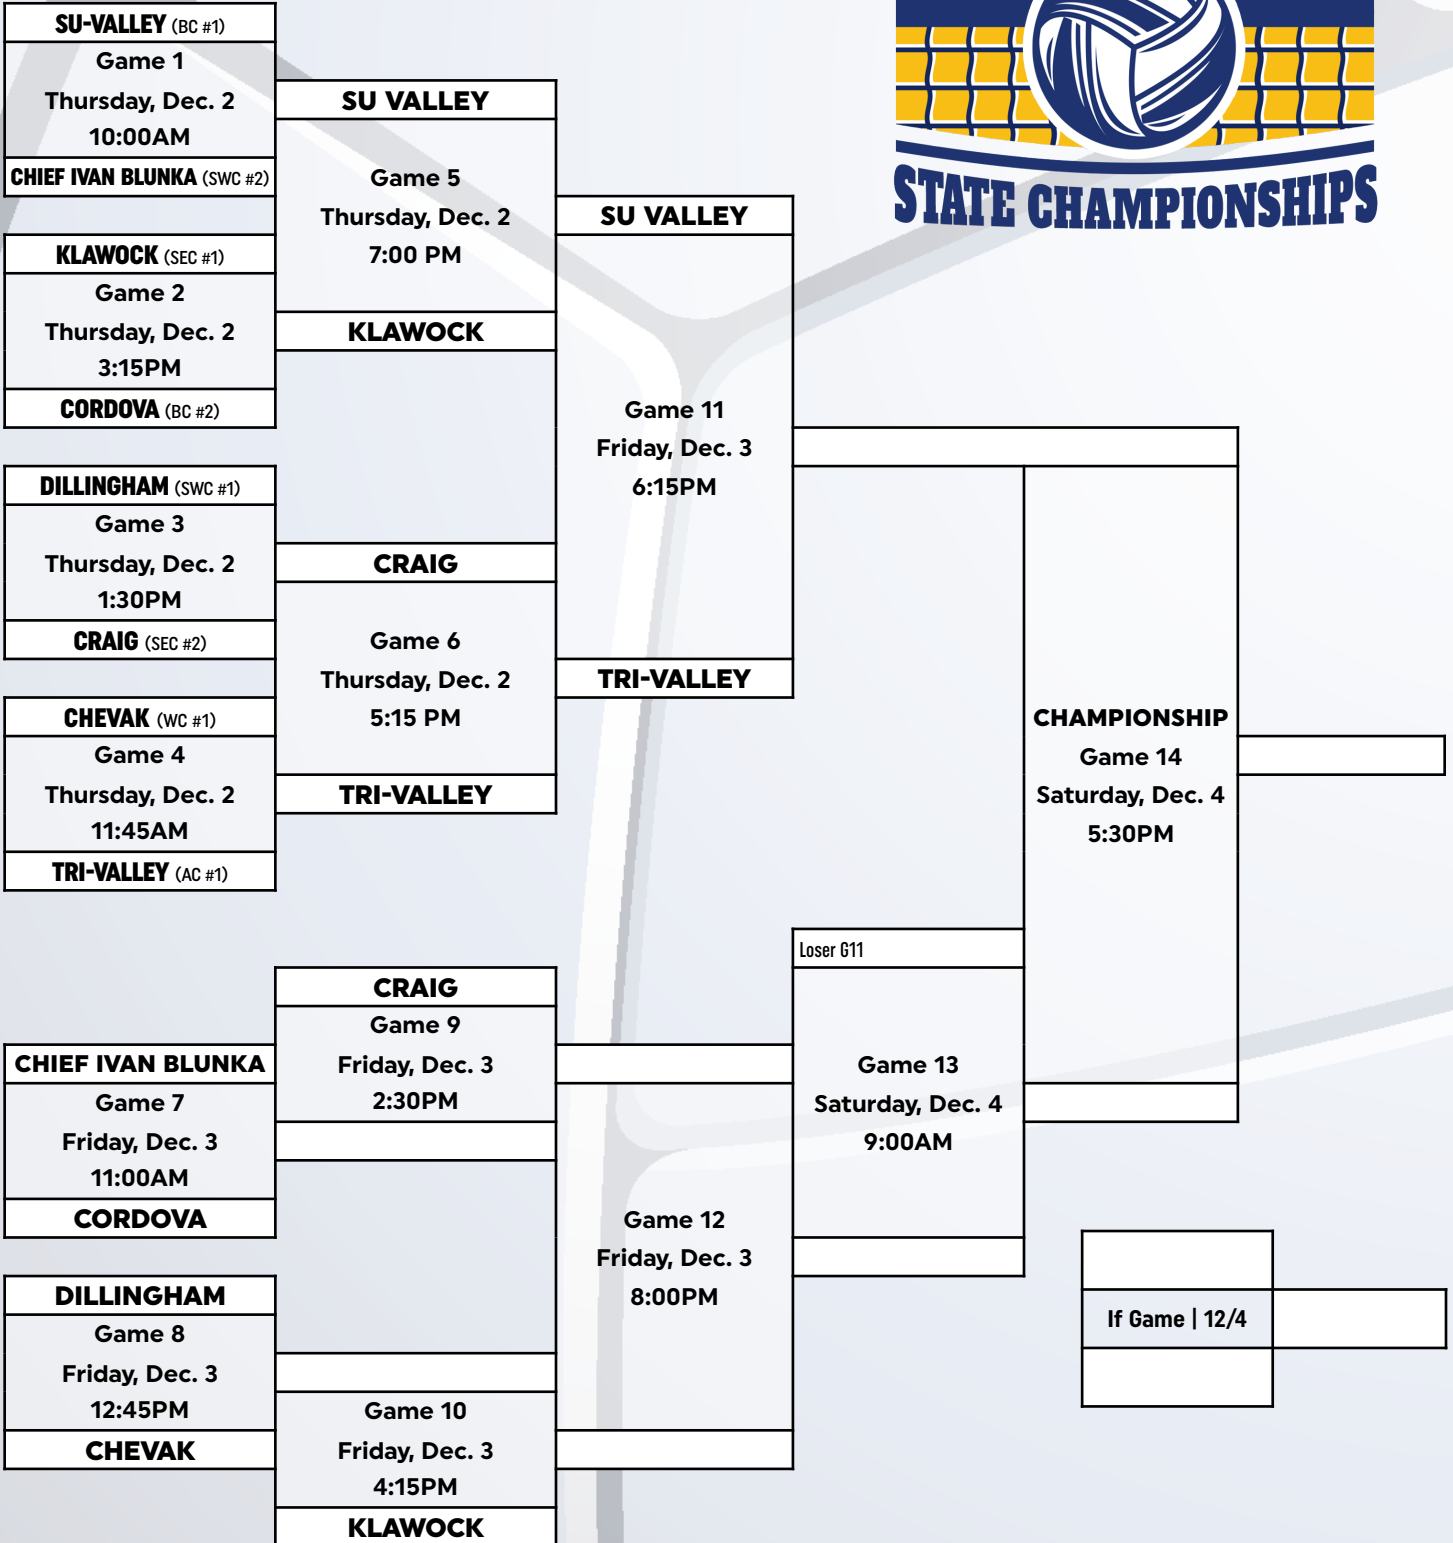 STATE CHAMPIONSHIPS
SU-VALLEY (BC #1)
Game 1
Thursday, Dec. 2
10:00AM
CHIEF IVAN BLUNKA (SWC #2)
KLAWOCK (SEC #1)
Game 2
Thursday, Dec. 2
3:15PM
CORDOVA (BC #2)
DILLINGHAM (SWC #1)
Game 3
Thursday, Dec. 2
1:30PM
CRAIG (SEC #2)
CHEVAK (WC #1)
Game 4
Thursday, Dec. 2
11:45AM
TRI-VALLEY (AC #1)
SU VALLEY
Game 5
Thursday, Dec. 2
7:00 PM
KLAWOCK
CRAIG
Game 6
Thursday, Dec. 2
5:15 PM
TRI-VALLEY
SU VALLEY
Game 11
Friday, Dec. 3
6:15PM
TRI-VALLEY
CHAMPIONSHIP
Game 14
Saturday, Dec. 4
5:30PM
CHIEF IVAN BLUNKA
Game 7
Friday, Dec. 3
11:00AM
CORDOVA
DILLINGHAM
Game 8
Friday, Dec. 3
12:45PM
CHEVAK
CRAIG
Game 9
Friday, Dec. 3
2:30PM
Game 10
Friday, Dec. 3
4:15PM
KLAWOCK
Game 12
Friday, Dec. 3
8:00PM
Loser G11
Game 13
Saturday, Dec. 4
9:00AM
If Game | 12/4